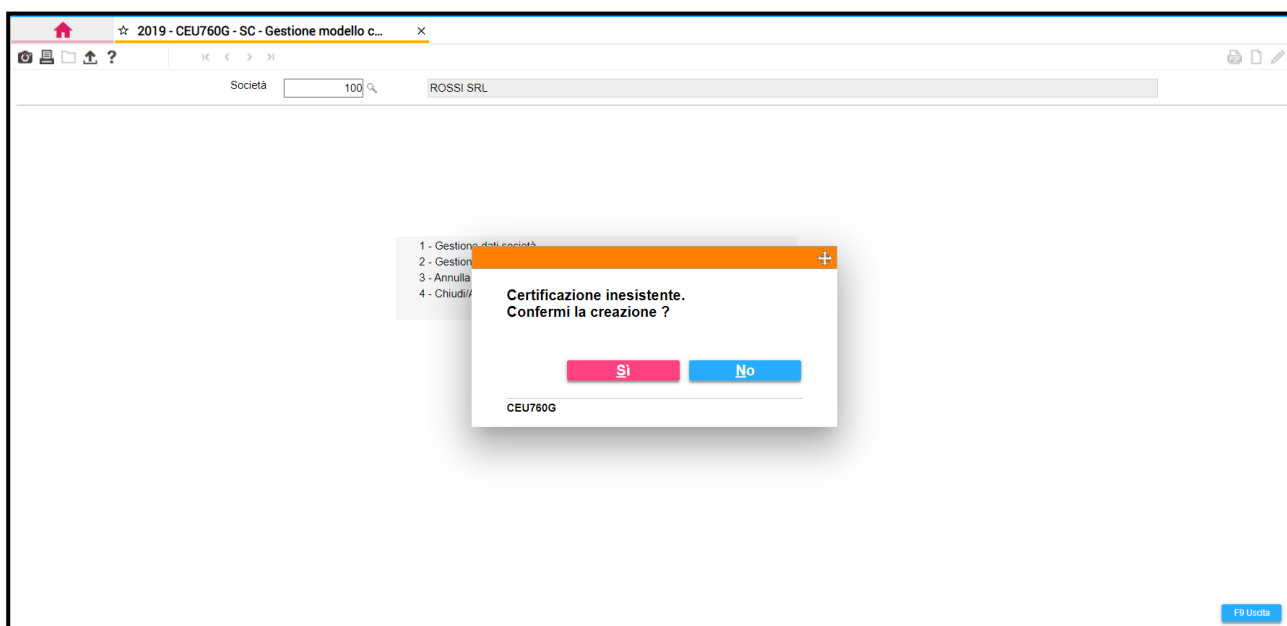 ☆ 2019 - CEU760G - SC - Gestione modello c... ×
?
Società 100 ROSSI SRL
1 - Gestione dati società
2 - Gestion
3 - Annulla
4 - Chiudi/A
Certificazione inesistente.
Confermi la creazione ?
Sì No
CEU760G
F9 Uscita